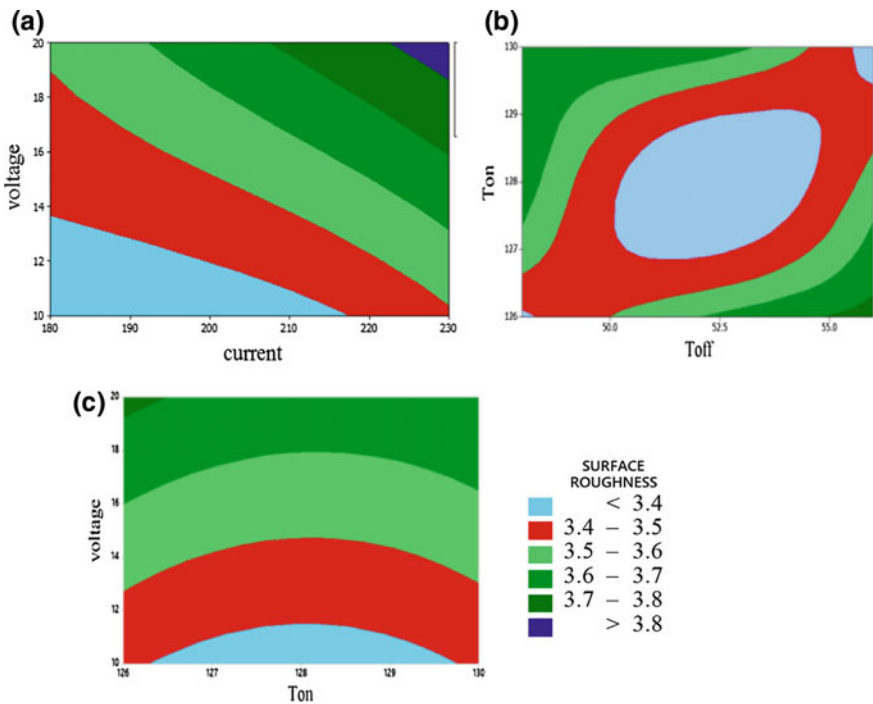 (a)
20
18
16
14
12
10
voltage
180
190
200
210
220
230
current
(b)
130
129
128
127
126
Ton
50.0
52.5
55.0
Toff
(c)
20
18
16
14
12
10
voltage
126
127
128
129
130
Ton
SURFACE
ROUGHNESS
< 3.4
3.4 – 3.5
3.5 – 3.6
3.6 – 3.7
3.7 – 3.8
> 3.8